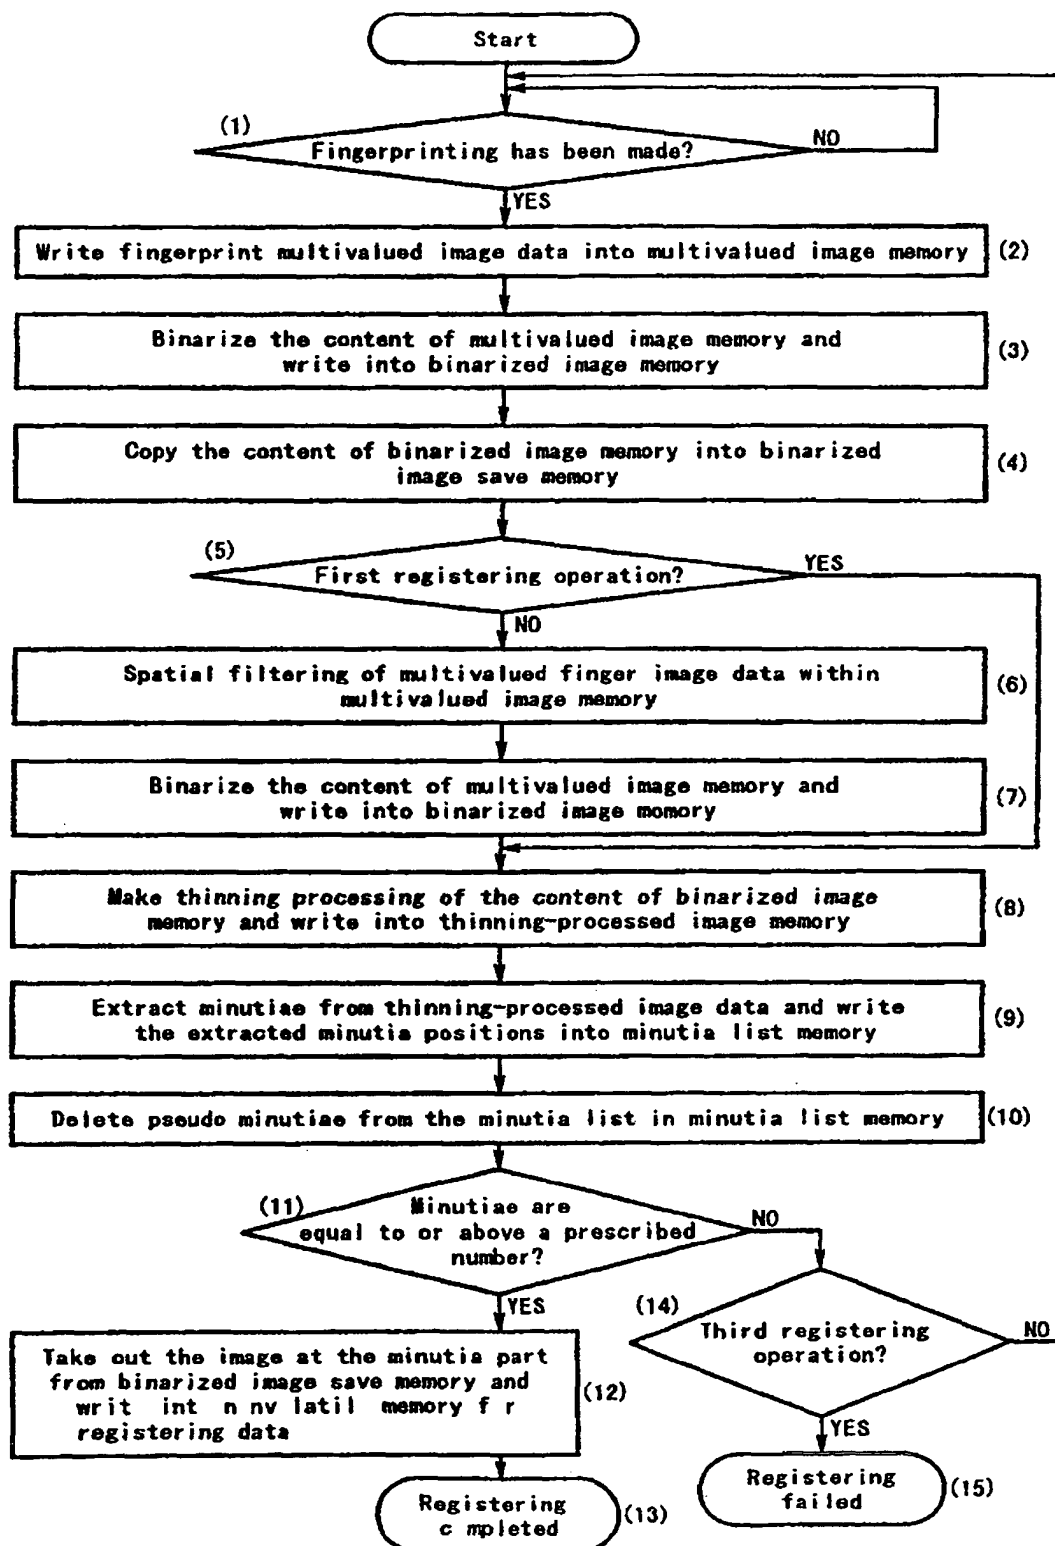 Start
(1)
Fingerprinting has been made?
NO
YES
Write fingerprint multivalued image data into multivalued image memory
(2)
Binarize the content of multivalued image memory and
write into binarized image memory
(3)
Copy the content of binarized image memory into binarized
image save memory
(4)
(5)
First registering operation?
YES
NO
Spatial filtering of multivalued finger image data within
multivalued image memory
(6)
Binarize the content of multivalued image memory and
write into binarized image momory
(7)
Make thinning processing of the content of binarized image
memory and write into thinning-processed image memory
(8)
Extract minutiae from thinning-processed image data and write
the extracted minutia positions into minutia list memory
(9)
Delete pseudo minutiae from the minutia list in minutia list memory
(10)
(11)
Minutiae are
equal to or above a prescribed
number?
NO
YES
(14)
Third registering
operation?
NO
YES
Take out the image at the minutia part
from binarized image save memory and
writ int n nv latil memory f r
registering data
(12)
Registering
c mpleted
(13)
Registering
failed
(15)